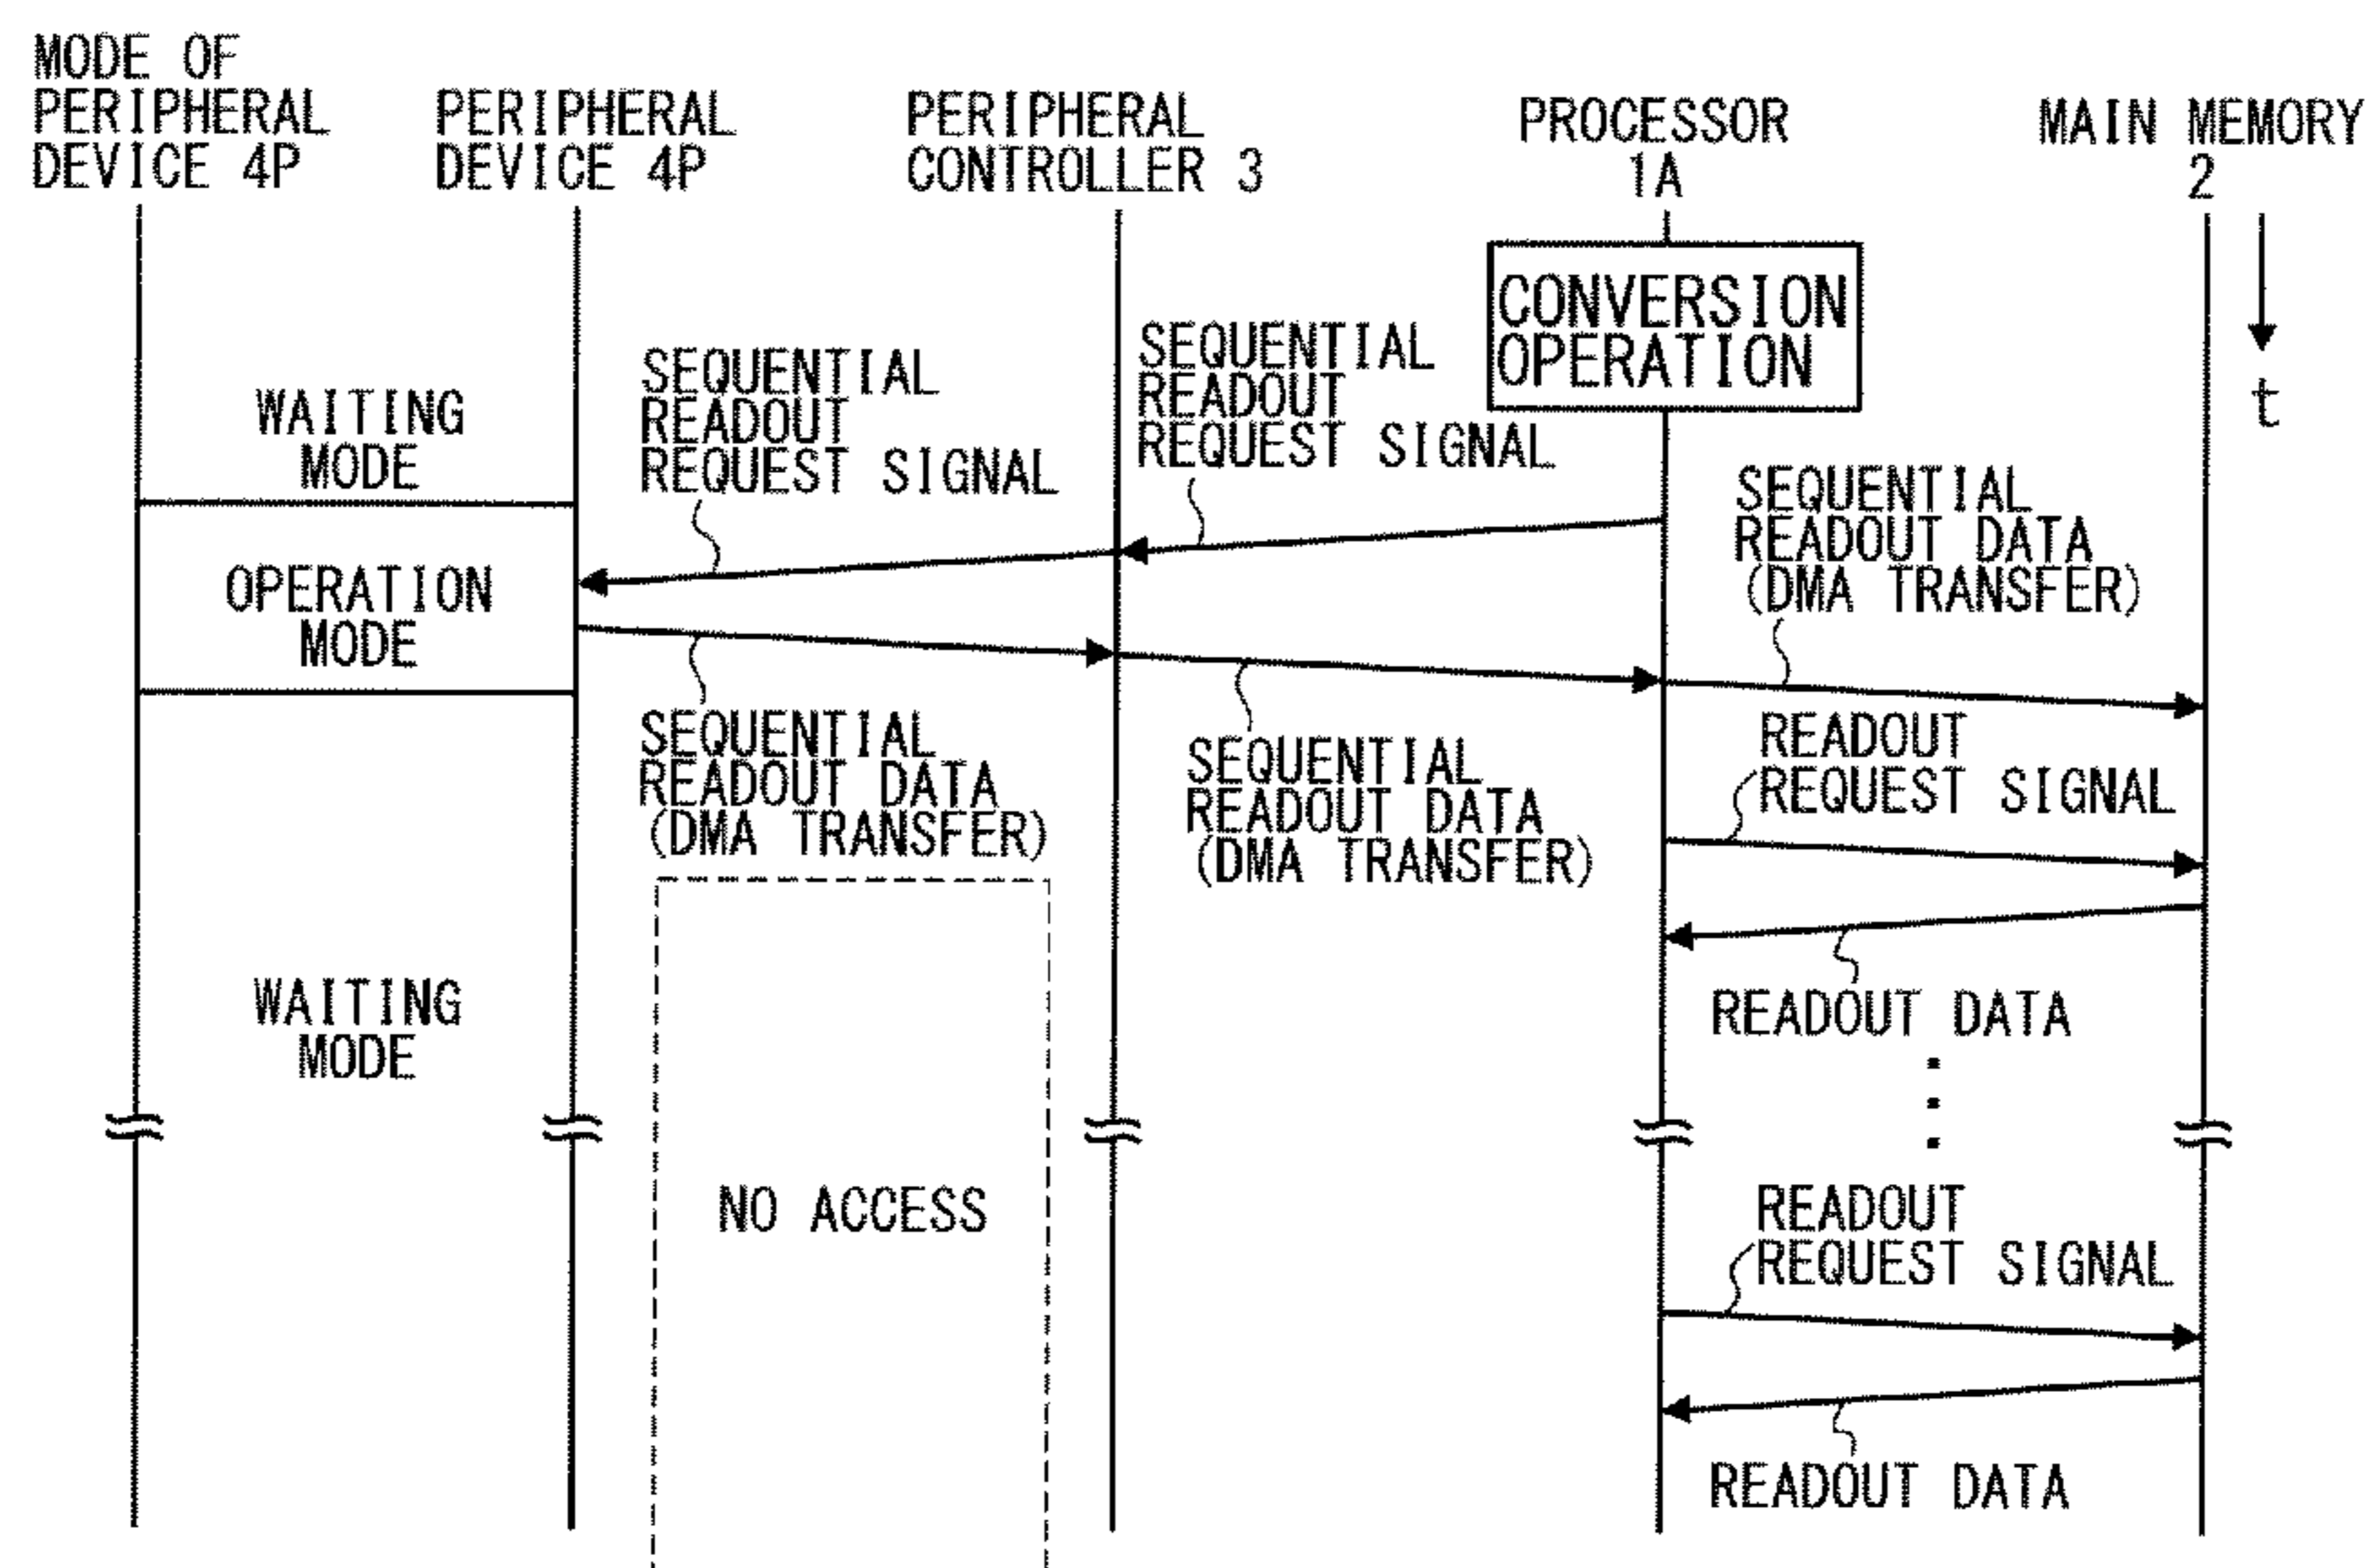 MODE OF
PERIPHERAL
DEVICE 4P
PERIPHERAL
DEVICE 4P
PERIPHERAL
CONTROLLER 3
PROCESSOR
1A
MAIN MEMORY
2
CONVERSION
OPERATION
t
WAITING
MODE
SEQUENTIAL
READOUT
REQUEST SIGNAL
SEQUENTIAL
READOUT
REQUEST SIGNAL
SEQUENTIAL
READOUT DATA
(DMA TRANSFER)
OPERATION
MODE
SEQUENTIAL
READOUT DATA
(DMA TRANSFER)
SEQUENTIAL
READOUT DATA
(DMA TRANSFER)
READOUT
REQUEST SIGNAL
READOUT DATA
WAITING
MODE
NO ACCESS
READOUT
REQUEST SIGNAL
READOUT DATA